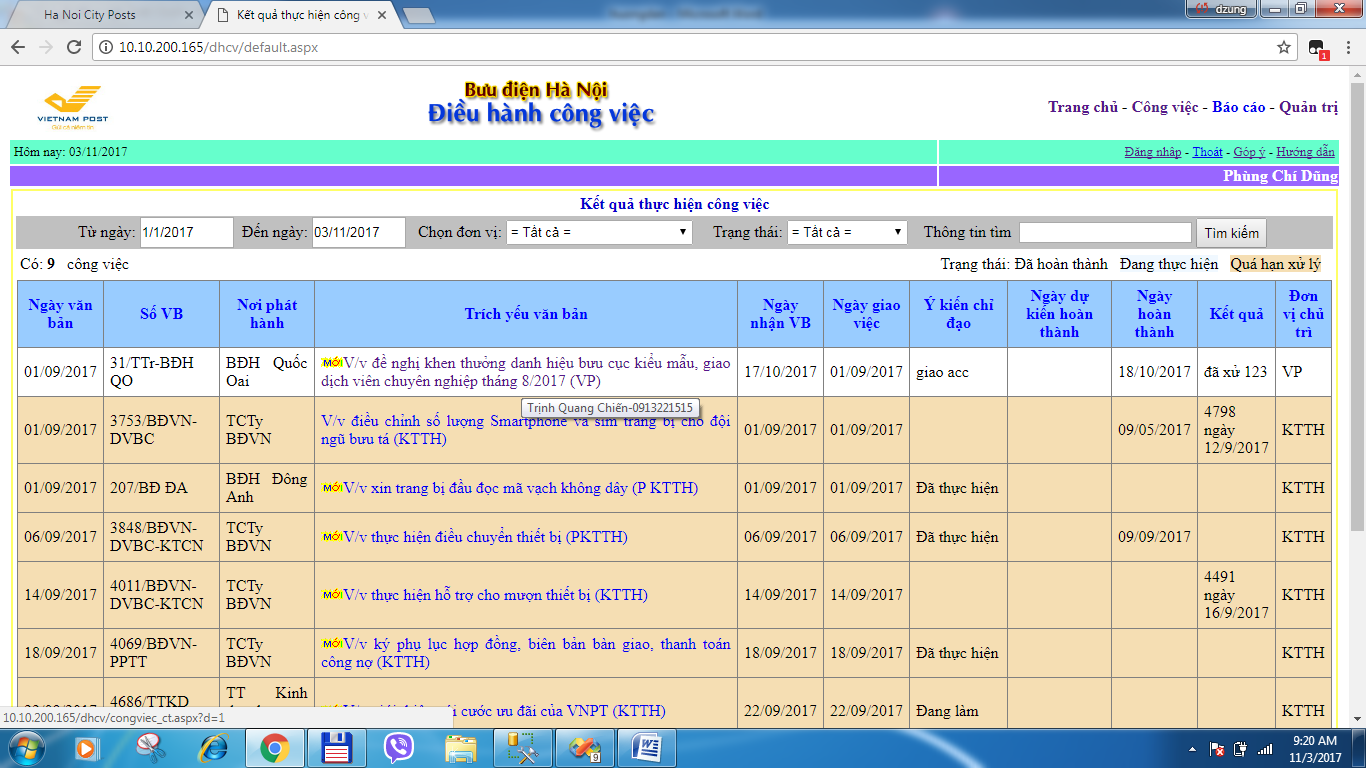 Ha Noi City Posts
Kết quả thực hiện công v
dzung
10.10.200.165/dhcv/default.aspx
1
VIETNAM POST
Bưu điện Hà Nội
Điều hành công việc
Trang chủ - Công việc - Báo cáo - Quản trị
Hôm nay: 03/11/2017
Đăng nhập - Thoát - Góp ý - Hướng dẫn
Phùng Chí Dũng
Kết quả thực hiện công việc
Từ ngày: 1/1/2017 Đến ngày: 03/11/2017 Chọn đơn vị: = Tất cả = Trạng thái: = Tất cả = Thông tin tìm Tìm kiếm
Có: 9 công việc
Trạng thái: Đã hoàn thành Đang thực hiện Quá hạn xử lý
Ngày văn bản Số VB Nơi phát hành Trích yếu văn bản Ngày nhận VB Ngày giao việc Ý kiến chỉ đạo Ngày dự kiến hoàn thành Ngày hoàn thành Kết quả Đơn vị chủ trì
01/09/2017 31/TTr-BĐH QO BĐH Quốc Oai MỚI V/v đề nghị khen thưởng danh hiệu bưu cục kiểu mẫu, giao dịch viên chuyên nghiệp tháng 8/2017 (VP) 17/10/2017 01/09/2017 giao acc 18/10/2017 đã xử 123 VP
Trịnh Quang Chiến-0913221515
01/09/2017 3753/BĐVN-DVBC TCTy BĐVN V/v điều chỉnh số lượng Smartphone và sim trang bị cho đội ngũ bưu tá (KTTH) 01/09/2017 01/09/2017 09/05/2017 4798 ngày 12/9/2017 KTTH
01/09/2017 207/BĐ ĐA BĐH Đông Anh MỚI V/v xin trang bị đầu đọc mã vạch không dây (P KTTH) 01/09/2017 01/09/2017 Đã thực hiện KTTH
06/09/2017 3848/BĐVN-DVBC-KTCN TCTy BĐVN MỚI V/v thực hiện điều chuyển thiết bị (PKTTH) 06/09/2017 06/09/2017 Đã thực hiện 09/09/2017 KTTH
14/09/2017 4011/BĐVN-DVBC-KTCN TCTy BĐVN MỚI V/v thực hiện hỗ trợ cho mượn thiết bị (KTTH) 14/09/2017 14/09/2017 4491 ngày 16/9/2017 KTTH
18/09/2017 4069/BĐVN-PPTT TCTy BĐVN MỚI V/v ký phụ lục hợp đồng, biên bản bàn giao, thanh toán công nợ (KTTH) 18/09/2017 18/09/2017 Đã thực hiện KTTH
4686/TTKD TT Kinh cước ưu đãi của VNPT (KTTH) 22/09/2017 22/09/2017 Đang làm KTTH
10.10.200.165/dhcv/congviec_ct.aspx?d=1
9
9:20 AM
11/3/2017